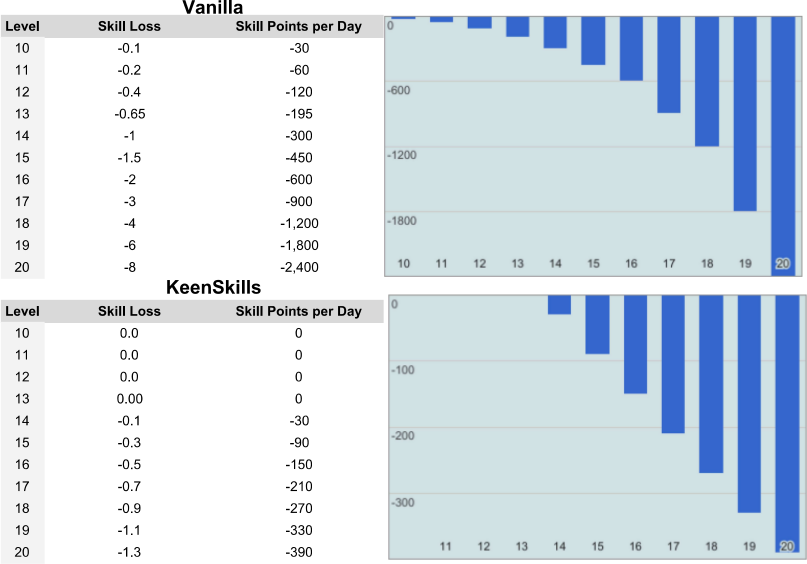 Vanilla
Level Skill Loss Skill Points per Day
10 -0.1 -30
11 -0.2 -60
12 -0.4 -120
13 -0.65 -195
14 -1 -300
15 -1.5 -450
16 -2 -600
17 -3 -900
18 -4 -1,200
19 -6 -1,800
20 -8 -2,400
0
-600
-1200
-1800
10 11 12 13 14 15 16 17 18 19 20
KeenSkills
Level Skill Loss Skill Points per Day
10 0.0 0
11 0.0 0
12 0.0 0
13 0.00 0
14 -0.1 -30
15 -0.3 -90
16 -0.5 -150
17 -0.7 -210
18 -0.9 -270
19 -1.1 -330
20 -1.3 -390
0
-100
-200
-300
11 12 13 14 15 16 17 18 19 20